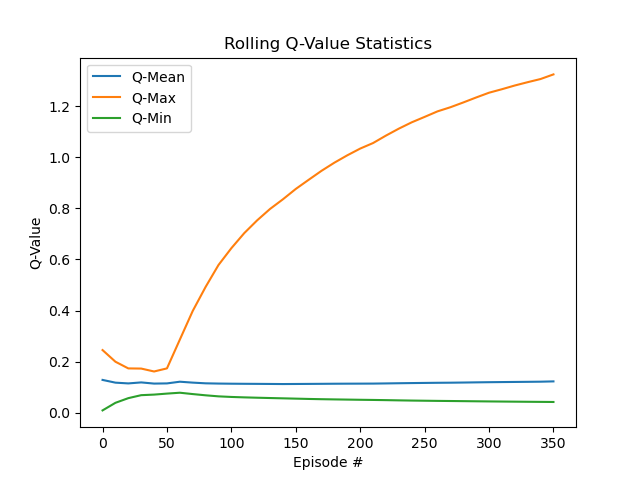 Rolling Q-Value Statistics
Q-Mean
Q-Max
Q-Min
Q-Value
1.2
1.0
0.8
0.6
0.4
0.2
0.0
0 50 100 150 200 250 300 350
Episode #